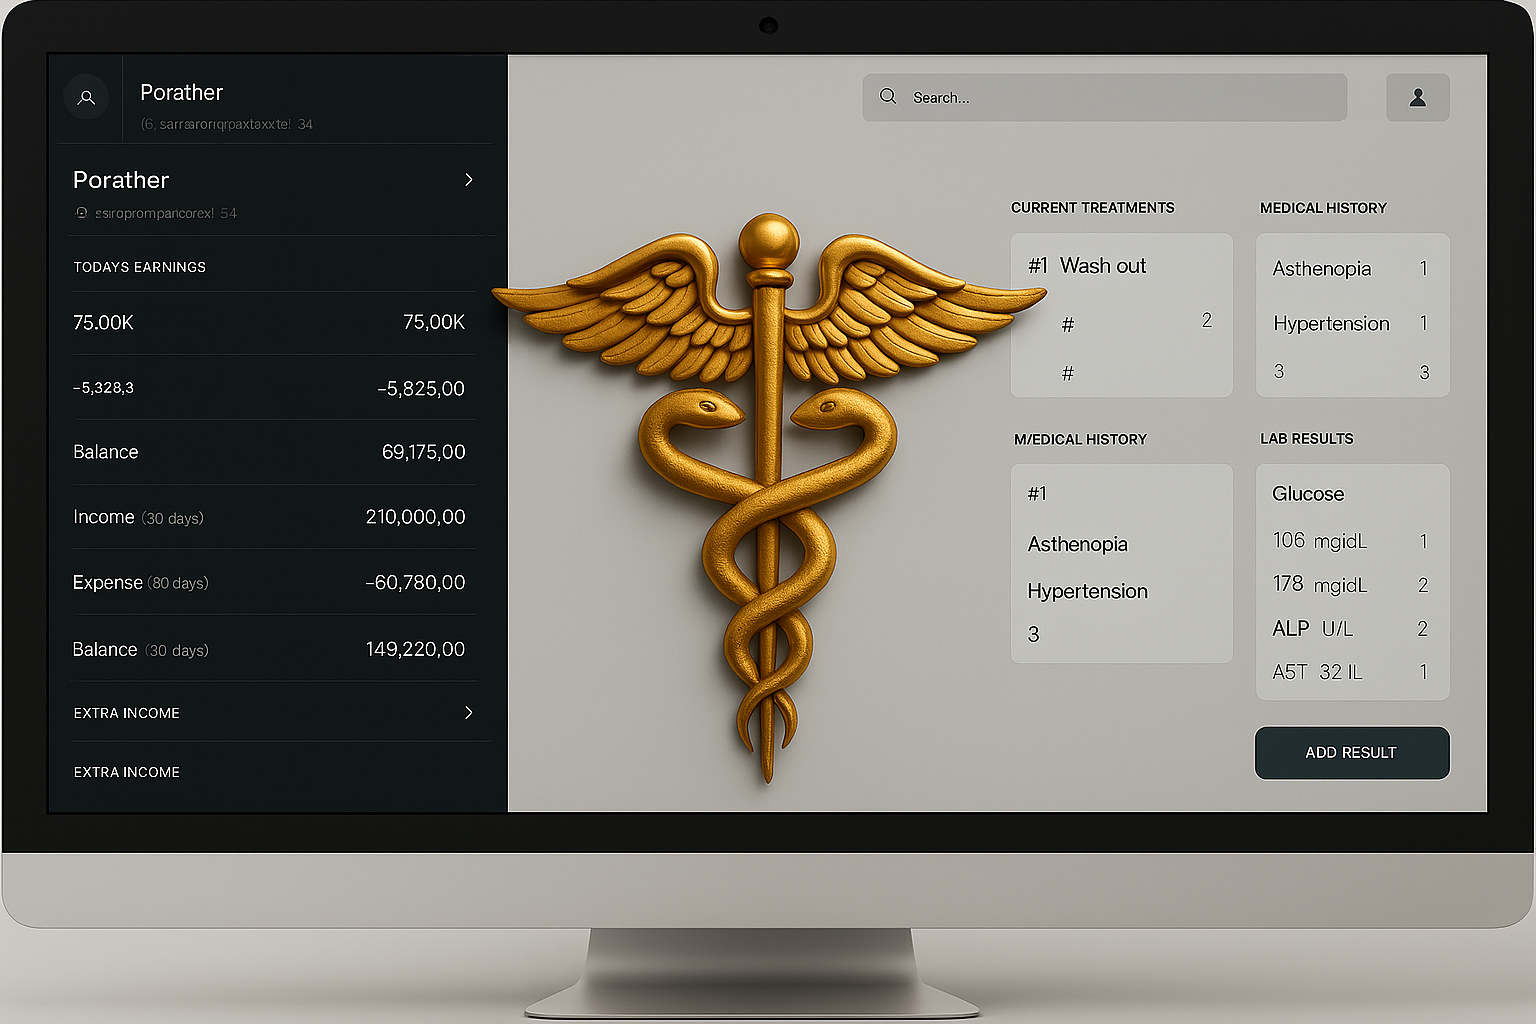 Porather
34
Porather
54
TODAYS EARNINGS
75.00K 75,00K
−5,328,3 −5,825,00
Balance 69,175,00
Income (30 days) 210,000,00
Expense (80 days) −60,780,00
Balance (30 days) 149,220,00
EXTRA INCOME
EXTRA INCOME
Search...
CURRENT TREATMENTS
#1 Wash out
# 2
#
MEDICAL HISTORY
Asthenopia 1
Hypertension 1
3 3
M/EDICAL HISTORY
#1
Asthenopia
Hypertension
3
LAB RESULTS
Glucose
106 mgidL 1
178 mgidL 2
ALP U/L 2
A5T 32 IL 1
ADD RESULT